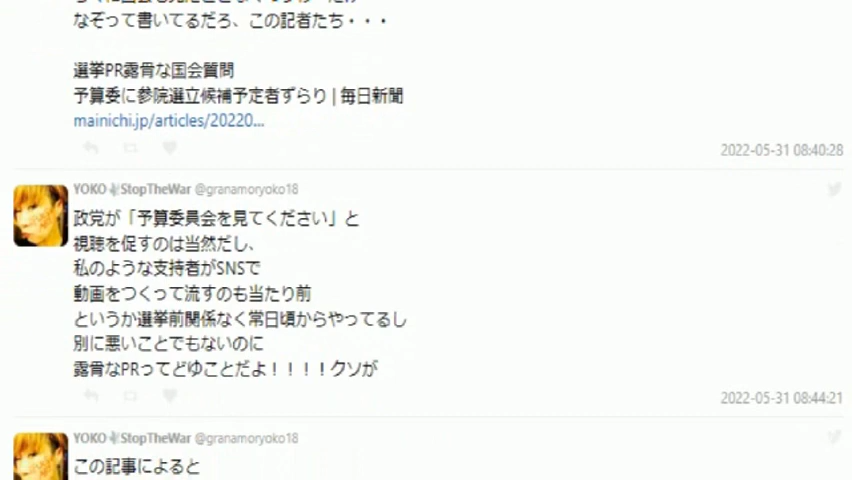 なぞって書いてるだろ、この記者たち・・・
選挙PR露骨な国会質問
予算委に参院選立候補予定者ずらり | 毎日新聞
mainichi.jp/articles/20220...
2022-05-31 08:40:28
YOKO StopTheWar @granamoryoko18
政党が「予算委員会を見てください」と
視聴を促すのは当然だし、
私のような支持者がSNSで
動画をつくって流すのも当たり前
というか選挙前関係なく常日頃からやってるし
別に悪いことでもないのに
露骨なPRってどゆことだよ！！！！クソが
2022-05-31 08:44:21
YOKO StopTheWar @granamoryoko18
この記事によると